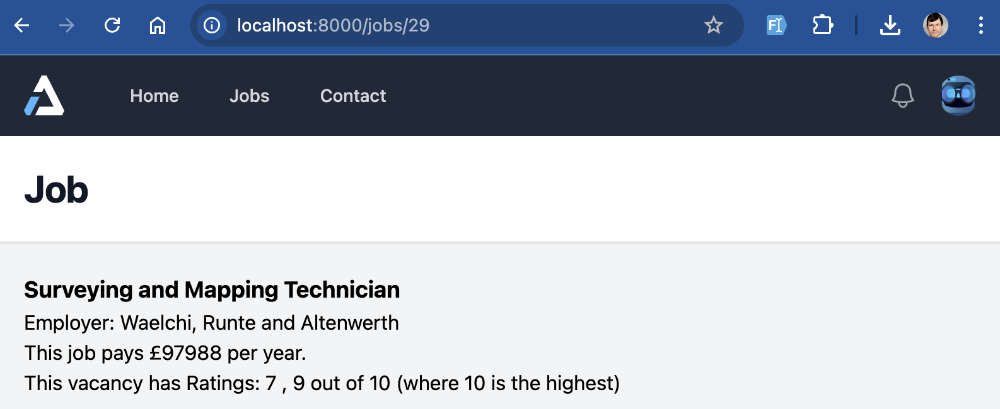 localhost:8000/jobs/29
F
Home Jobs Contact
Job
Surveying and Mapping Technician
Employer: Waelchi, Runte and Altenwerth
This job pays £97988 per year.
This vacancy has Ratings: 7 , 9 out of 10 (where 10 is the highest)